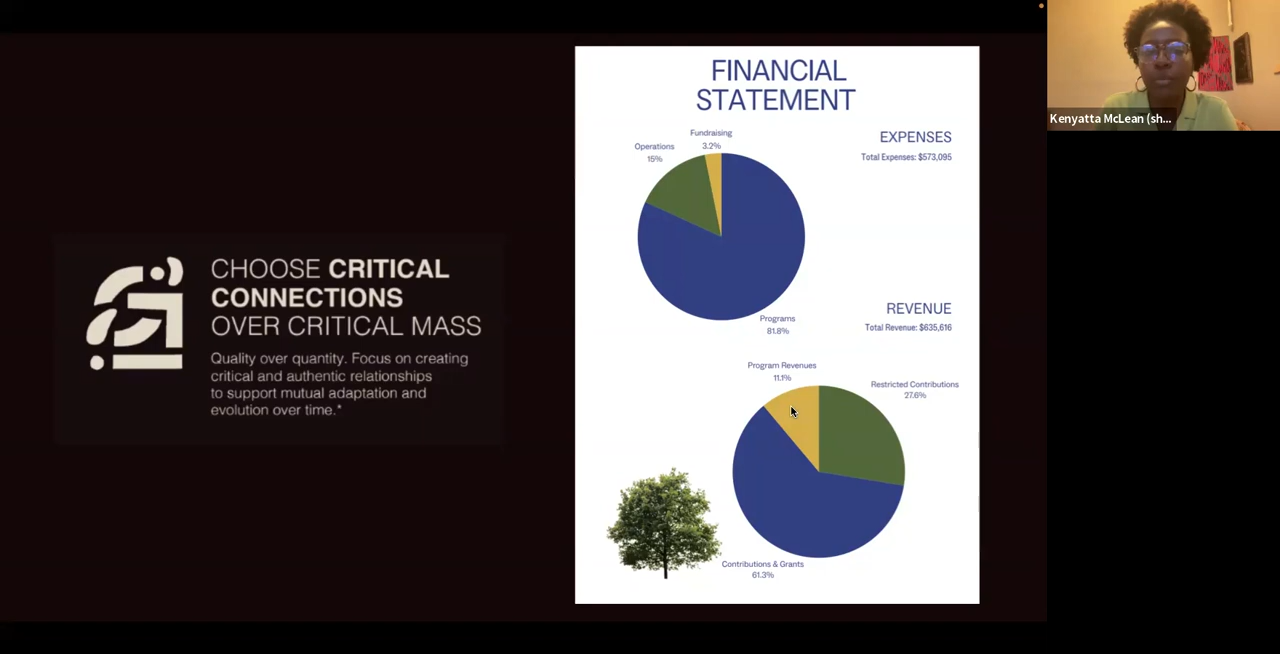 CHOOSE CRITICAL
CONNECTIONS
OVER CRITICAL MASS
Quality over quantity. Focus on creating
critical and authentic relationships
to support mutual adaptation and
evolution over time.*
FINANCIAL
STATEMENT
Fundraising
3.2%
Operations
15%
EXPENSES
Total Expenses: $573,095
Programs
81.8%
REVENUE
Total Revenue: $635,616
Program Revenues
11.1%
Restricted Contributions
27.6%
Contributions & Grants
61.3%
Kenyatta McLean (sh...